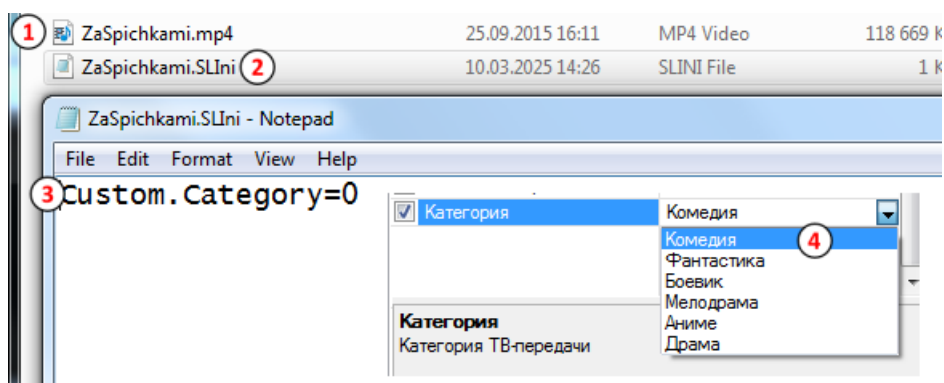 1 ZaSpichkami.mp4 25.09.2015 16:11 MP4 Video 118 669 K
ZaSpichkami.SLIni 2 10.03.2025 14:26 SLINI File 1 K
ZaSpichkami.SLIni - Notepad
File Edit Format View Help
3 Custom.Category=0
Категория Комедия
Комедия 4
Фантастика
Боевик
Мелодрама
Аниме
Драма
Категория
Категория ТВ-передачи